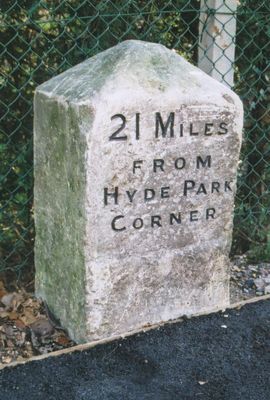 21 MILES
FROM
HYDE PARK
CORNER